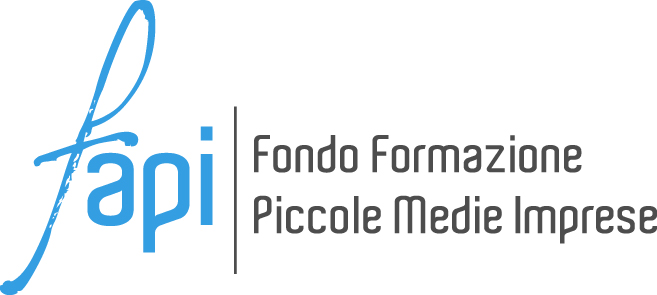 fapi
Fondo Formazione
Piccole Medie Imprese